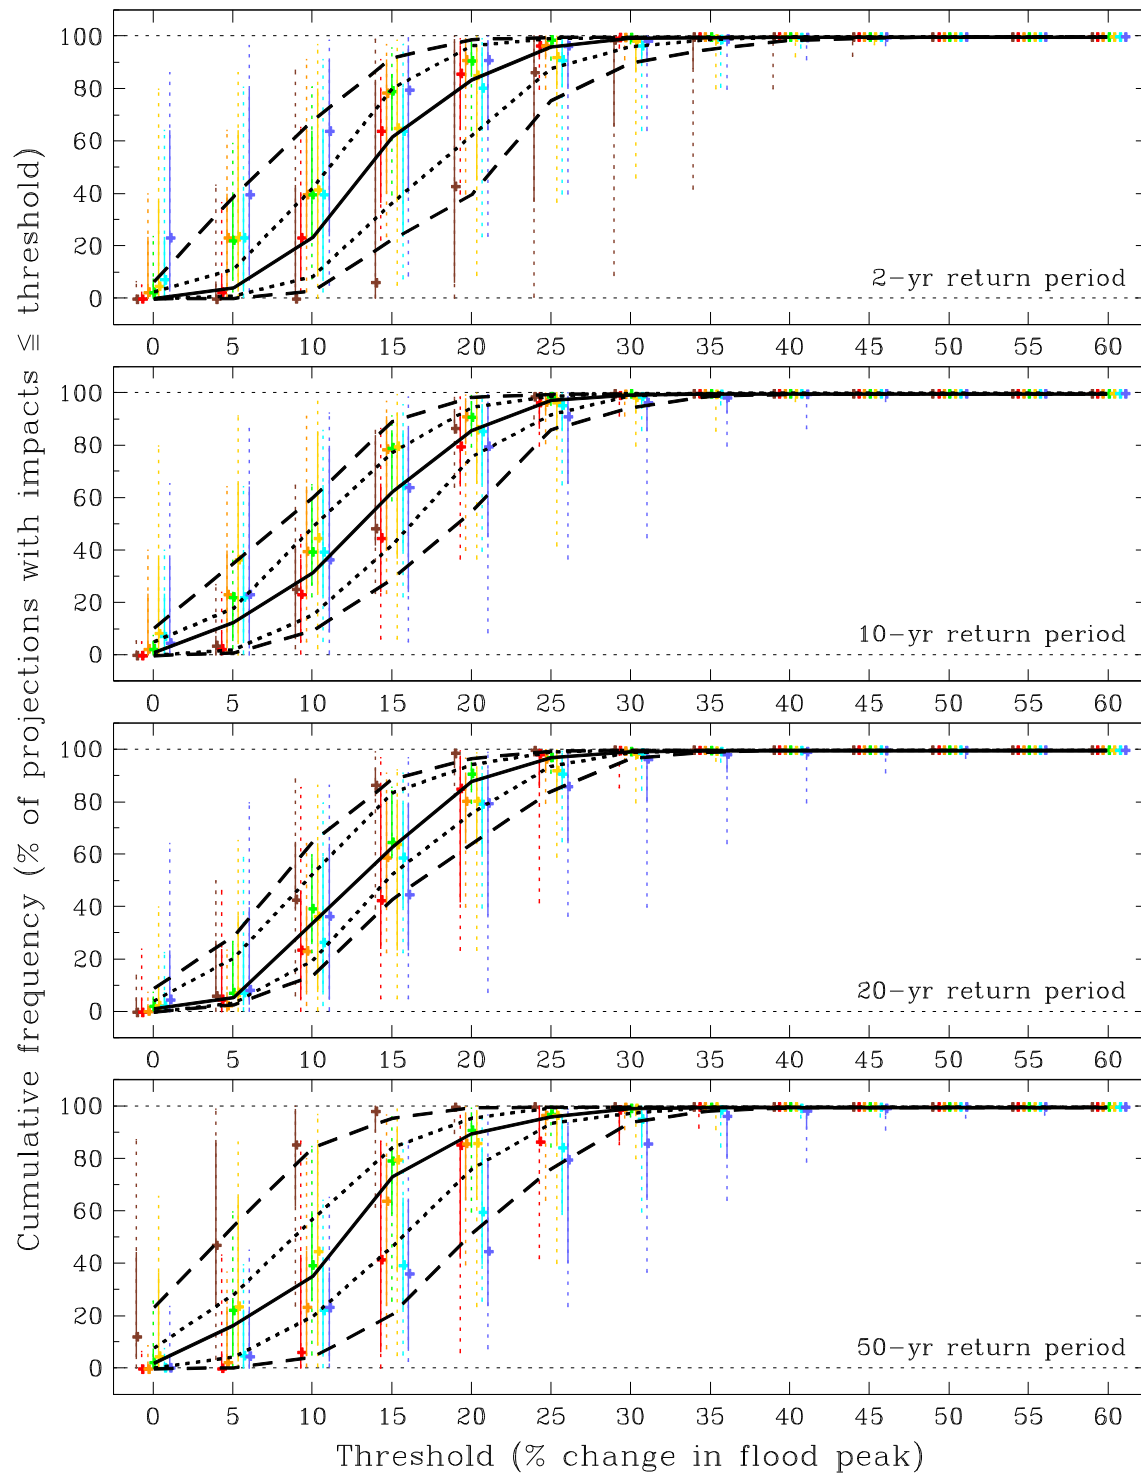 Cumulative frequency (% of projections with impacts ≦ threshold)
100
80
60
40
20
0
2-yr return period
0 5 10 15 20 25 30 35 40 45 50 55 60
100
80
60
40
20
0
10-yr return period
0 5 10 15 20 25 30 35 40 45 50 55 60
100
80
60
40
20
0
20-yr return period
0 5 10 15 20 25 30 35 40 45 50 55 60
100
80
60
40
20
0
50-yr return period
0 5 10 15 20 25 30 35 40 45 50 55 60
Threshold (% change in flood peak)